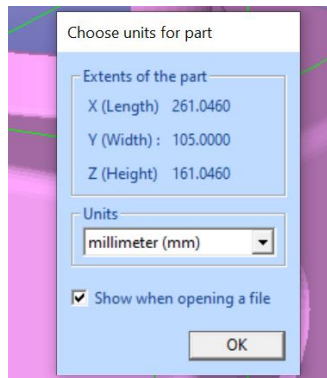 Choose units for part
Extents of the part
X (Length) 261.0460
Y (Width) : 105.0000
Z (Height) 161.0460
Units
millimeter (mm)
Show when opening a file
OK